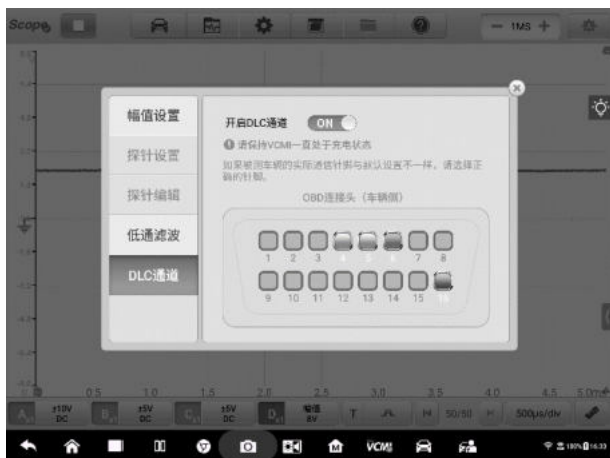 Scope
1MS
幅值设置
探针设置
探针编辑
低通滤波
DLC通道
开启DLC通道 ON
请保持VCMI一直处于充电状态
如果被测车辆的实际通信针脚与默认设置不一样，请选择正
确的针脚。
OBD连接头（车辆侧）
1 2 3 4 5 6 7 8
9 10 11 12 13 14 15 16
0.5 1.0 1.5 2.0 2.5 3.0 3.5 4.0 4.5 5.0ms
A ±10V DC B ±5V DC C ±5V DC D 幅值 T 50/50 500μs/div
VCMI 100% 16:33